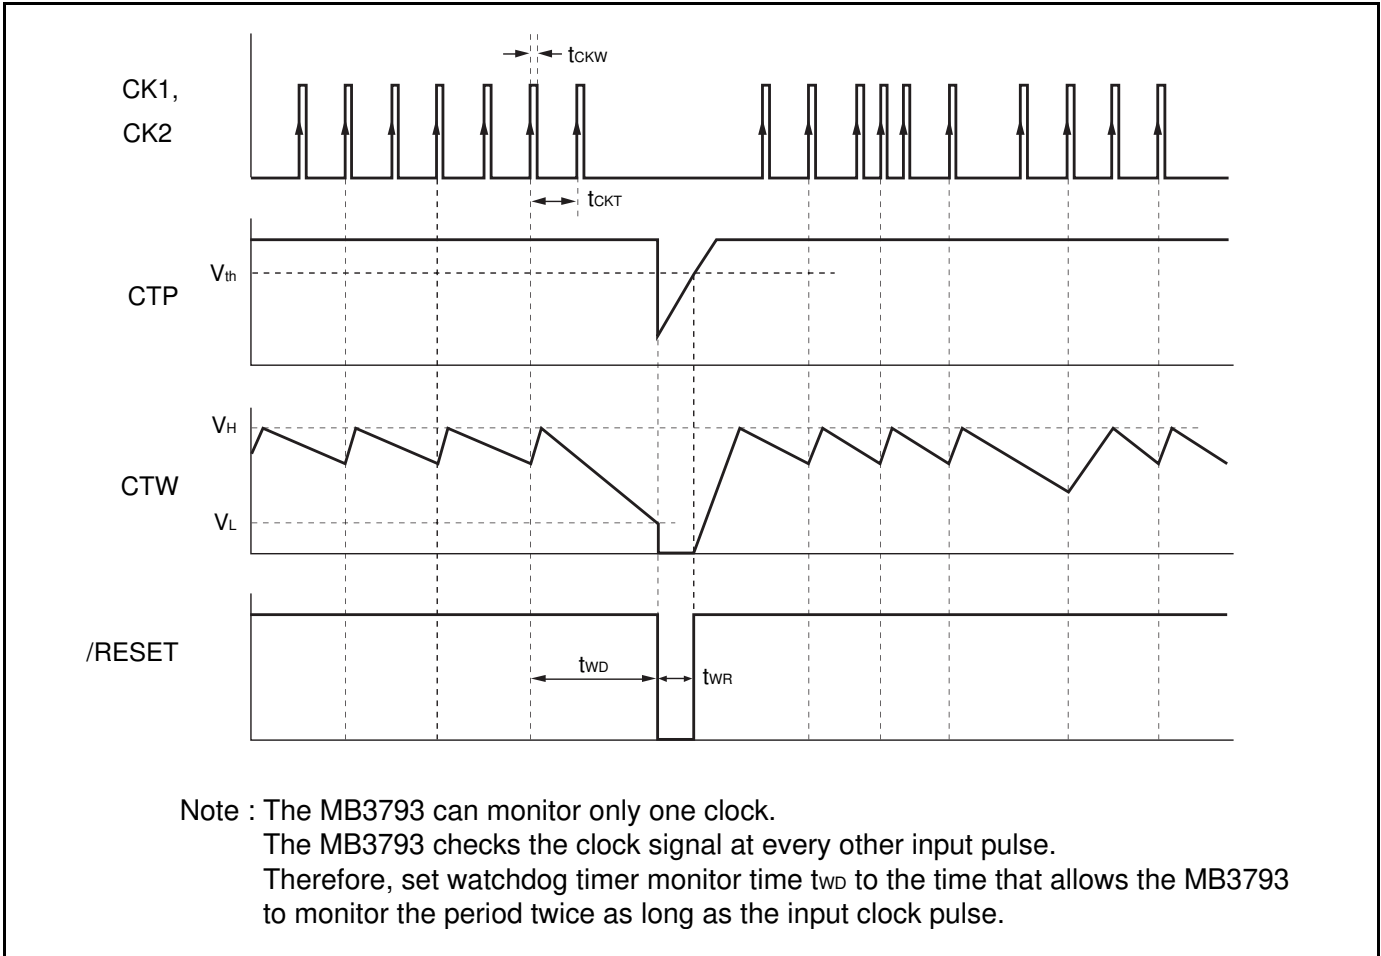 tCKW
CK1,
CK2
tCKT
Vth
CTP
VH
CTW
VL
/RESET
tWD
tWR
Note : The MB3793 can monitor only one clock.
The MB3793 checks the clock signal at every other input pulse.
Therefore, set watchdog timer monitor time tWD to the time that allows the MB3793
to monitor the period twice as long as the input clock pulse.